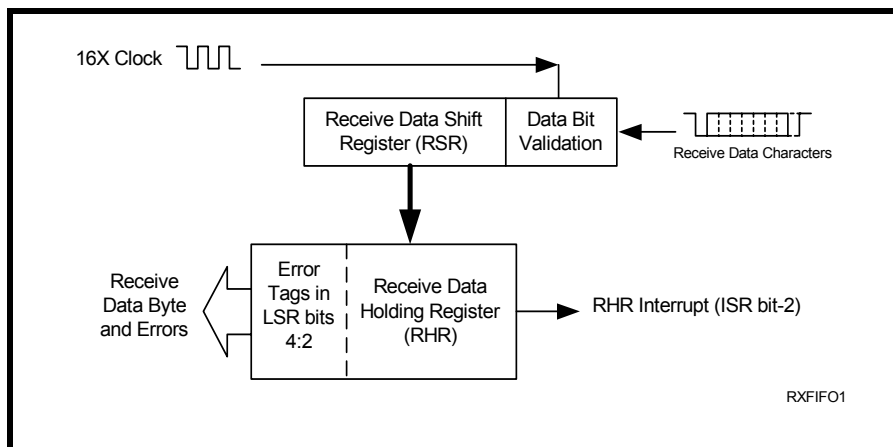 16X Clock
Receive Data Shift
Register (RSR)
Data Bit
Validation
Receive Data Characters
Receive
Data Byte
and Errors
Error
Tags in
LSR bits
4:2
Receive Data
Holding Register
(RHR)
RHR Interrupt (ISR bit-2)
RXFIFO1